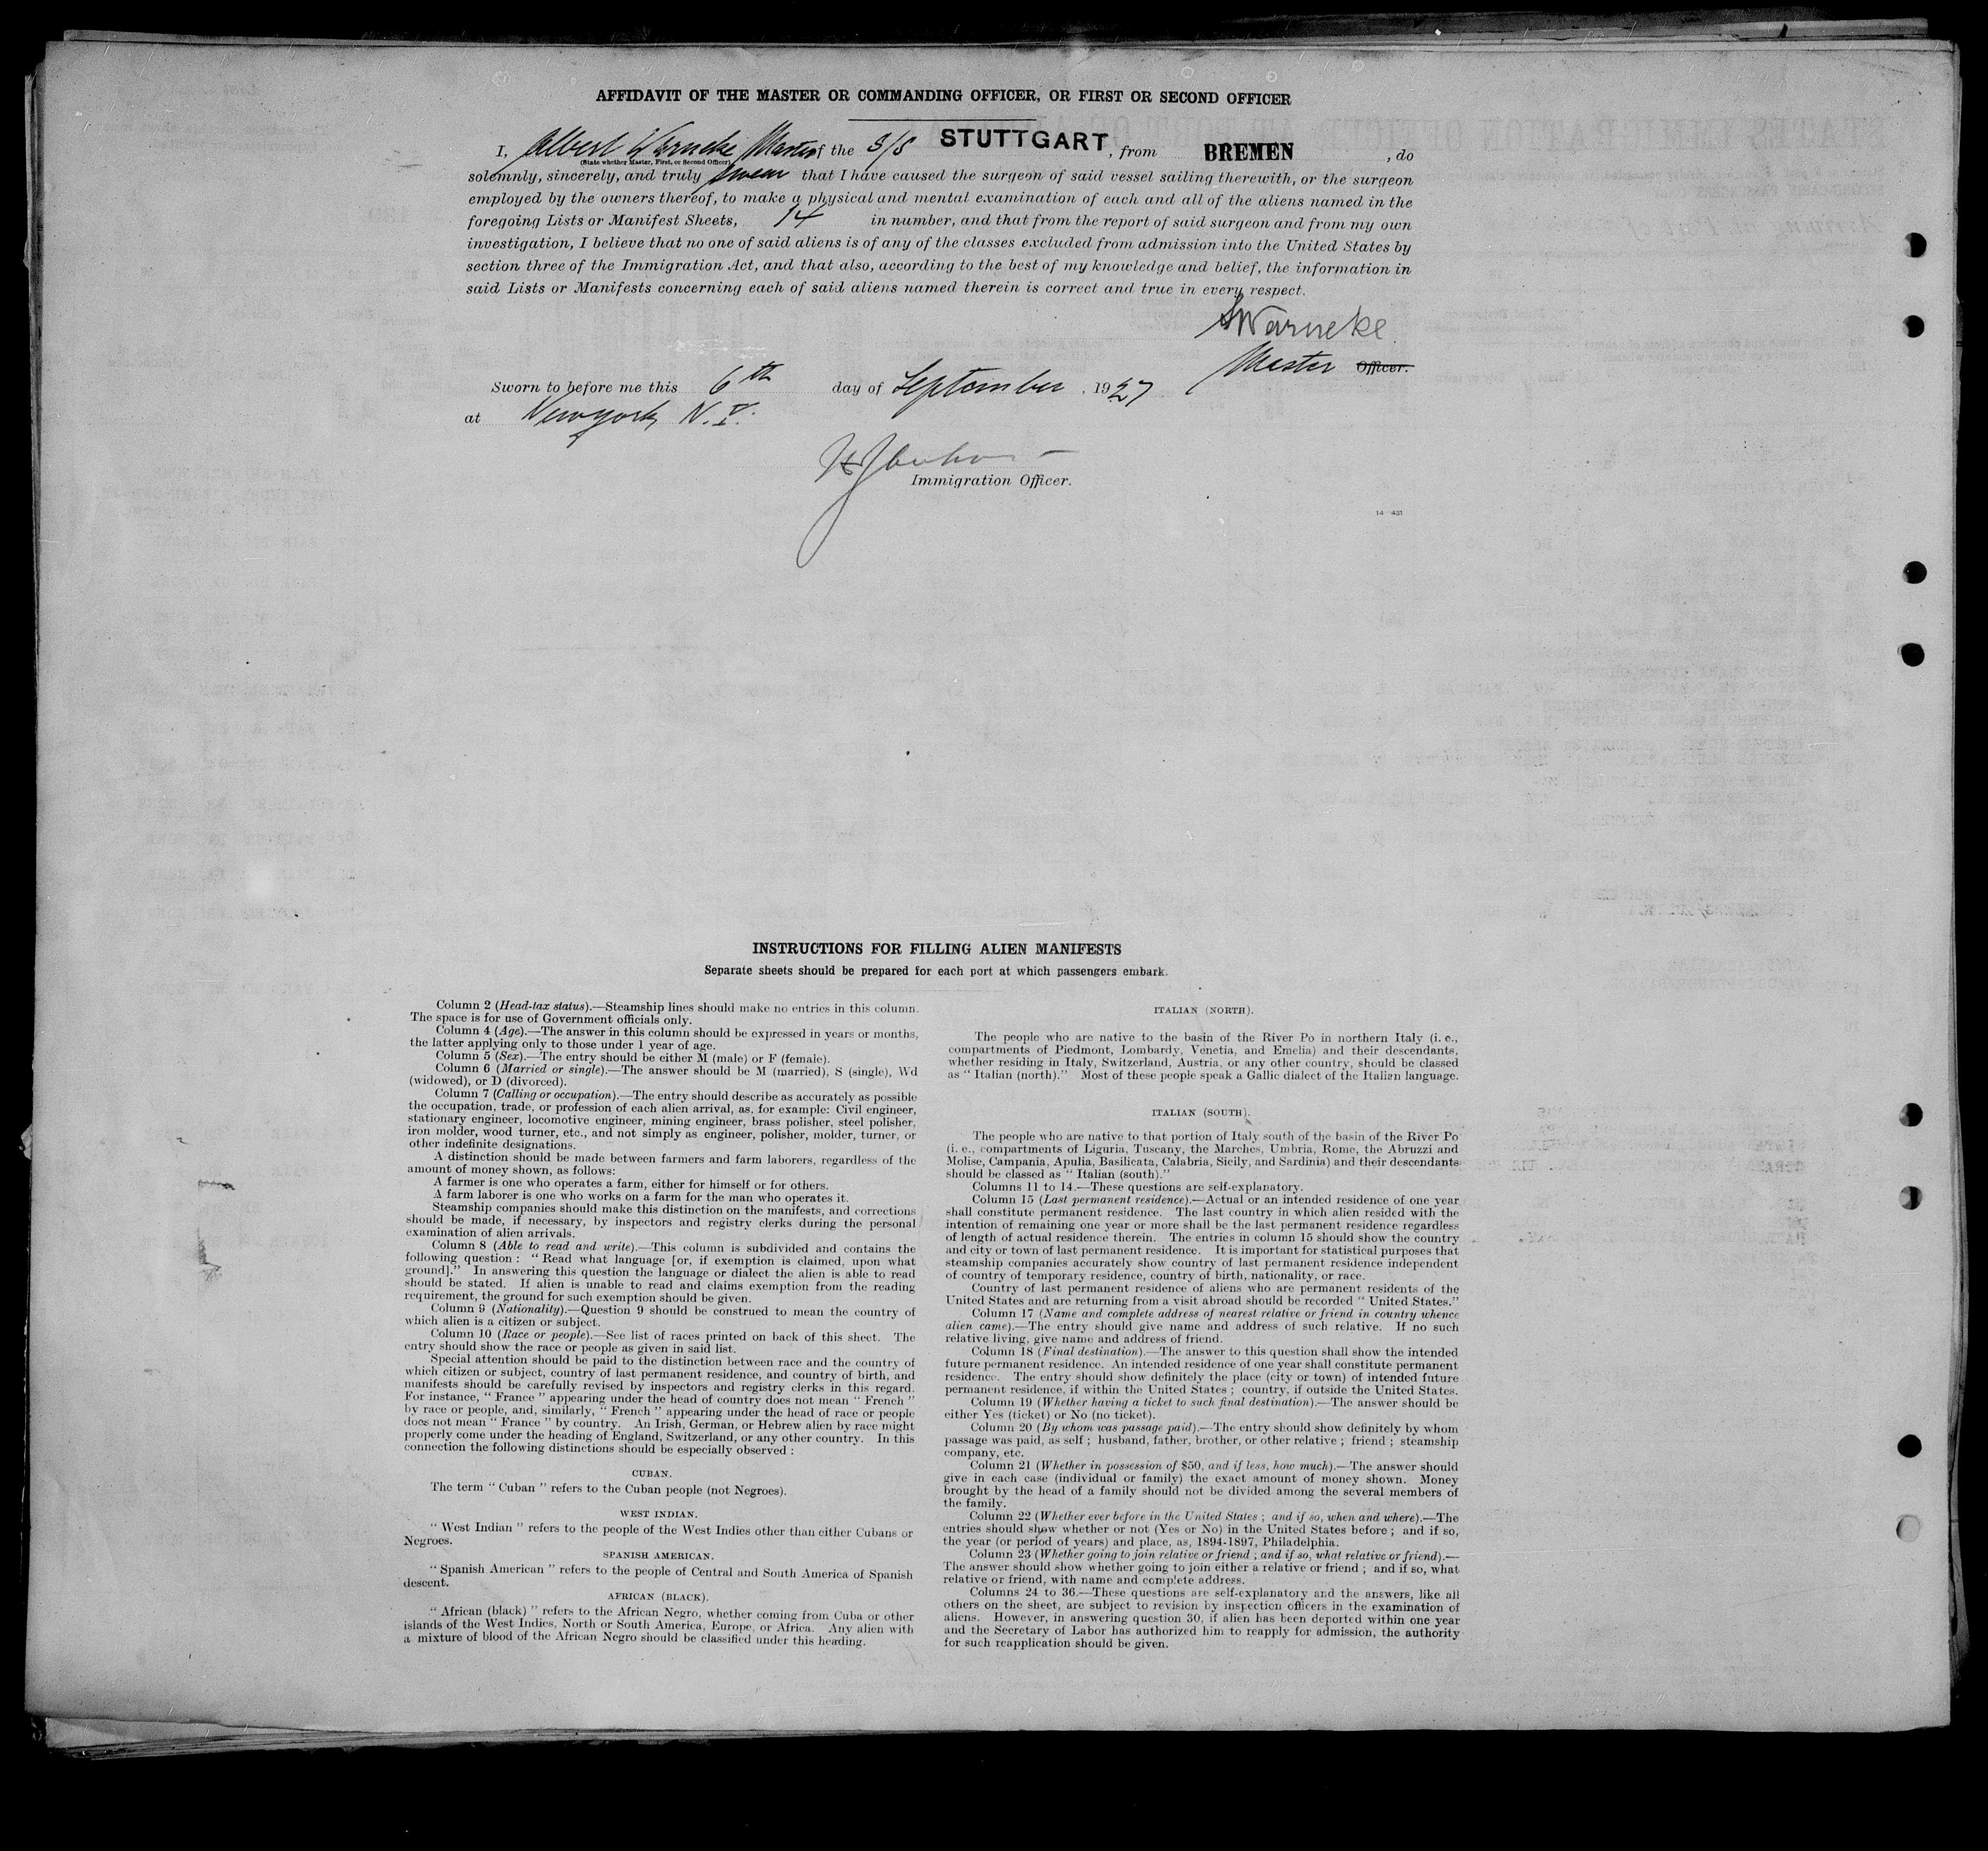 AFFIDAVIT OF THE MASTER OR COMMANDING OFFICER, OR FIRST OR SECOND OFFICER
I, Albert Warneke Master of the S/S STUTTGART, from BREMEN, do
(State whether Master, First, or Second Officer)
solemnly, sincerely, and truly swear that I have caused the surgeon of said vessel sailing therewith, or the surgeon
employed by the owners thereof, to make a physical and mental examination of each and all of the aliens named in the
foregoing Lists or Manifest Sheets, 14 in number, and that from the report of said surgeon and from my own
investigation, I believe that no one of said aliens is of any of the classes excluded from admission into the United States by
section three of the Immigration Act, and that also, according to the best of my knowledge and belief, the information in
said Lists or Manifests concerning each of said aliens named therein is correct and true in every respect.
AWarneke
Master Officer.
Sworn to before me this 6th day of September, 1927
at Newyork, N.Y.
Immigration Officer.
14—431
INSTRUCTIONS FOR FILLING ALIEN MANIFESTS
Separate sheets should be prepared for each port at which passengers embark.
Column 2 (Head-tax status).—Steamship lines should make no entries in this column.
The space is for use of Government officials only.
Column 4 (Age).—The answer in this column should be expressed in years or months,
the latter applying only to those under 1 year of age.
Column 5 (Sex).—The entry should be either M (male) or F (female).
Column 6 (Married or single).—The answer should be M (married), S (single), Wd
(widowed), or D (divorced).
Column 7 (Calling or occupation).—The entry should describe as accurately as possible
the occupation, trade, or profession of each alien arrival, as, for example: Civil engineer,
stationary engineer, locomotive engineer, mining engineer, brass polisher, steel polisher,
iron molder, wood turner, etc., and not simply as engineer, polisher, molder, turner, or
other indefinite designations.
A distinction should be made between farmers and farm laborers, regardless of the
amount of money shown, as follows:
A farmer is one who operates a farm, either for himself or for others.
A farm laborer is one who works on a farm for the man who operates it.
Steamship companies should make this distinction on the manifests, and corrections
should be made, if necessary, by inspectors and registry clerks during the personal
examination of alien arrivals.
Column 8 (Able to read and write).—This column is subdivided and contains the
following question: "Read what language [or, if exemption is claimed, upon what
ground]." In answering this question the language or dialect the alien is able to read
should be stated. If alien is unable to read and claims exemption from the reading
requirement, the ground for such exemption should be given.
Column 9 (Nationality).—Question 9 should be construed to mean the country of
which alien is a citizen or subject.
Column 10 (Race or people).—See list of races printed on back of this sheet. The
entry should show the race or people as given in said list.
Special attention should be paid to the distinction between race and the country of
which citizen or subject, country of last permanent residence, and country of birth, and
manifests should be carefully revised by inspectors and registry clerks in this regard.
For instance, "France" appearing under the head of country does not mean "French"
by race or people, and, similarly, "French" appearing under the head of race or people
does not mean "France" by country. An Irish, German, or Hebrew alien by race might
properly come under the heading of England, Switzerland, or any other country. In this
connection the following distinctions should be especially observed:
CUBAN.
The term "Cuban" refers to the Cuban people (not Negroes).
WEST INDIAN.
"West Indian" refers to the people of the West Indies other than either Cubans or
Negroes.
SPANISH AMERICAN.
"Spanish American" refers to the people of Central and South America of Spanish
descent.
AFRICAN (BLACK).
"African (black)" refers to the African Negro, whether coming from Cuba or other
islands of the West Indies, North or South America, Europe, or Africa. Any alien with
a mixture of blood of the African Negro should be classified under this heading.
ITALIAN (NORTH).
The people who are native to the basin of the River Po in northern Italy (i. e.,
compartments of Piedmont, Lombardy, Venetia, and Emelia) and their descendants,
whether residing in Italy, Switzerland, Austria, or any other country, should be classed
as "Italian (north)." Most of these people speak a Gallic dialect of the Italian language.
ITALIAN (SOUTH).
The people who are native to that portion of Italy south of the basin of the River Po
(i. e., compartments of Liguria, Tuscany, the Marches, Umbria, Rome, the Abruzzi and
Molise, Campania, Apulia, Basilicata, Calabria, Sicily, and Sardinia) and their descendants
should be classed as "Italian (south)."
Columns 11 to 14.—These questions are self-explanatory.
Column 15 (Last permanent residence).—Actual or an intended residence of one year
shall constitute permanent residence. The last country in which alien resided with the
intention of remaining one year or more shall be the last permanent residence regardless
of length of actual residence therein. The entries in column 15 should show the country
and city or town of last permanent residence. It is important for statistical purposes that
steamship companies accurately show country of last permanent residence independent
of country of temporary residence, country of birth, nationality, or race.
Country of last permanent residence of aliens who are permanent residents of the
United States and are returning from a visit abroad should be recorded "United States."
Column 17 (Name and complete address of nearest relative or friend in country whence
alien came).—The entry should give name and address of such relative. If no such
relative living, give name and address of friend.
Column 18 (Final destination).—The answer to this question shall show the intended
future permanent residence. An intended residence of one year shall constitute permanent
residence. The entry should show definitely the place (city or town) of intended future
permanent residence, if within the United States; country, if outside the United States.
Column 19 (Whether having a ticket to such final destination).—The answer should be
either Yes (ticket) or No (no ticket).
Column 20 (By whom was passage paid).—The entry should show definitely by whom
passage was paid, as self; husband, father, brother, or other relative; friend; steamship
company, etc.
Column 21 (Whether in possession of $50, and if less, how much).—The answer should
give in each case (individual or family) the exact amount of money shown. Money
brought by the head of a family should not be divided among the several members of
the family.
Column 22 (Whether ever before in the United States; and if so, when and where).—The
entries should show whether or not (Yes or No) in the United States before; and if so,
the year (or period of years) and place, as, 1894-1897, Philadelphia.
Column 23 (Whether going to join relative or friend; and if so, what relative or friend).—
The answer should show whether going to join either a relative or friend; and if so, what
relative or friend, with name and complete address.
Columns 24 to 36.—These questions are self-explanatory and the answers, like all
others on the sheet, are subject to revision by inspection officers in the examination of
aliens. However, in answering question 30, if alien has been deported within one year
and the Secretary of Labor has authorized him to reapply for admission, the authority
for such reapplication should be given.